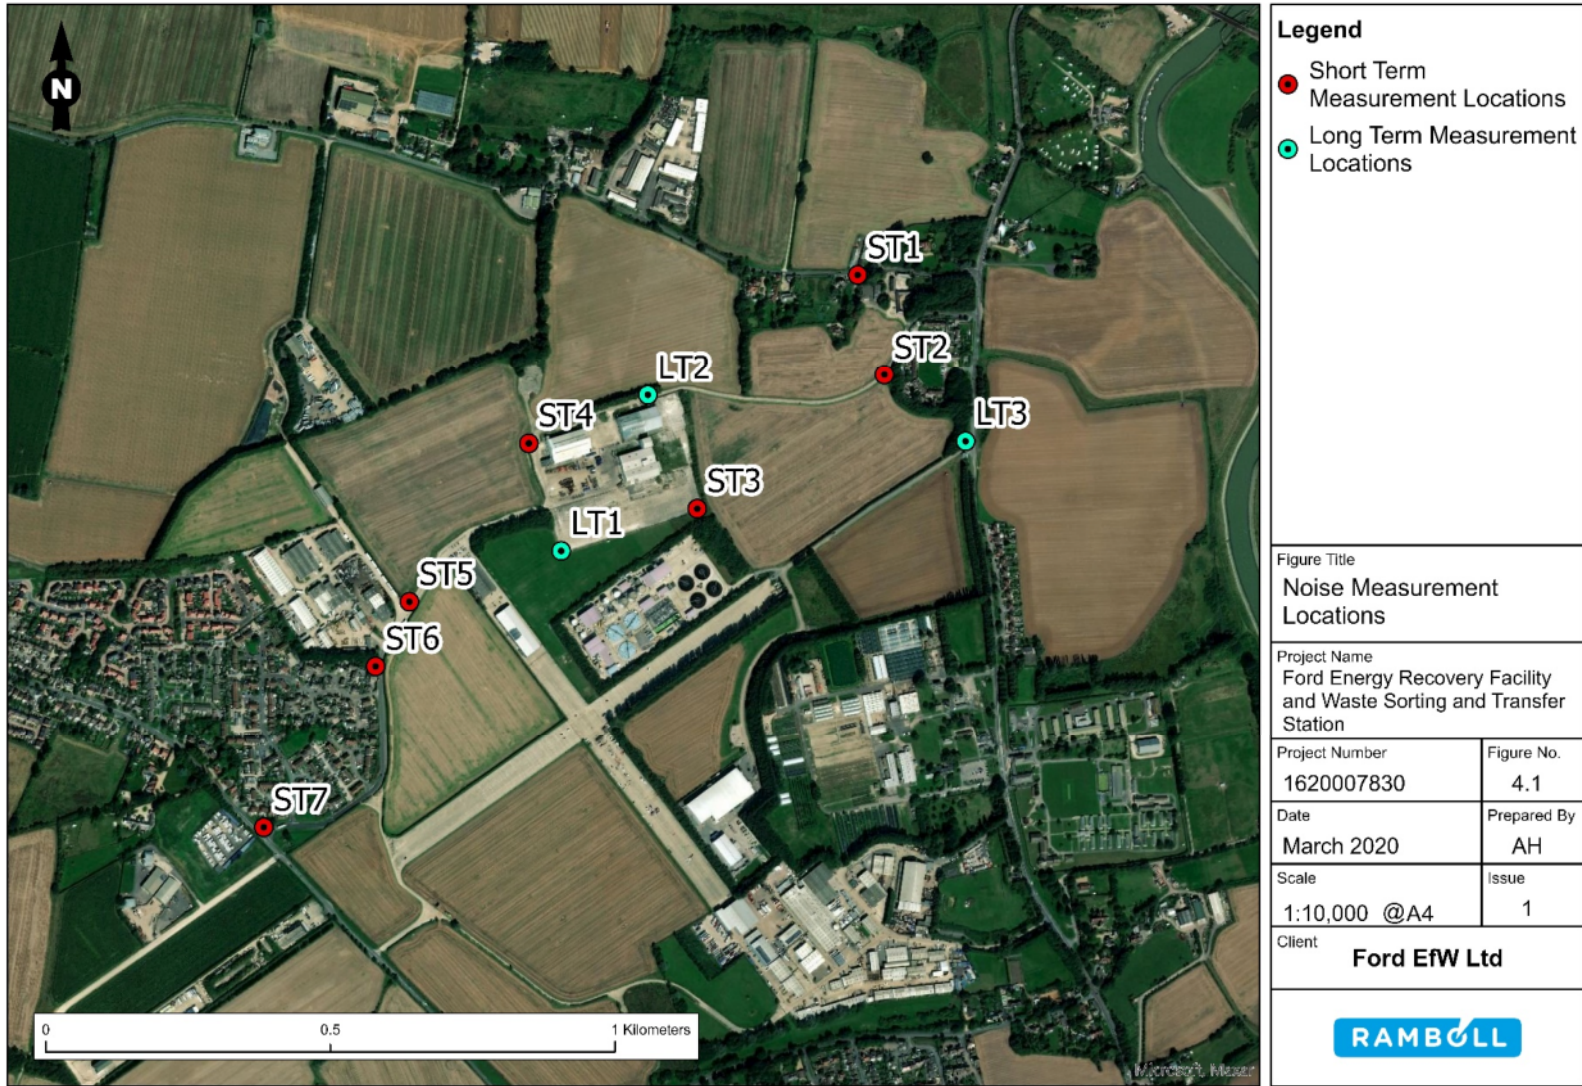 N
ST1
ST2
LT2
LT3
ST4
ST3
LT1
ST5
ST6
ST7
0
0.5
1 Kilometers
Microsoft, Maxar
Legend
Short Term
Measurement Locations
Long Term Measurement
Locations
Figure Title
Noise Measurement
Locations
Project Name
Ford Energy Recovery Facility
and Waste Sorting and Transfer
Station
Project Number
1620007830
Figure No.
4.1
Date
March 2020
Prepared By
AH
Scale
1:10,000 @A4
Issue
1
Client
Ford EfW Ltd
RAMBOLL